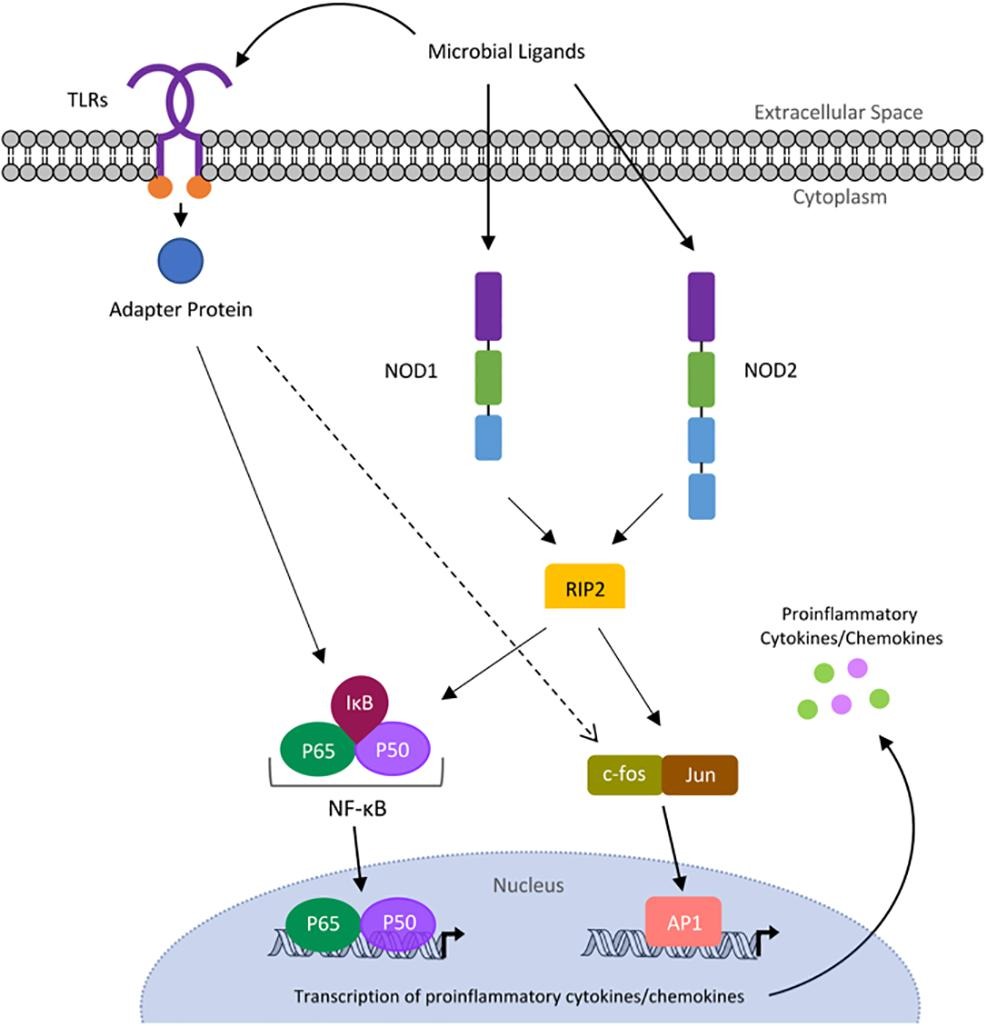 Microbial Ligands
TLRs
Extracellular Space
Cytoplasm
Adapter Protein
NOD1
NOD2
RIP2
Proinflammatory
Cytokines/Chemokines
IκB
P65
P50
c-fos
Jun
NF-κB
Nucleus
P65
P50
AP1
Transcription of proinflammatory cytokines/chemokines